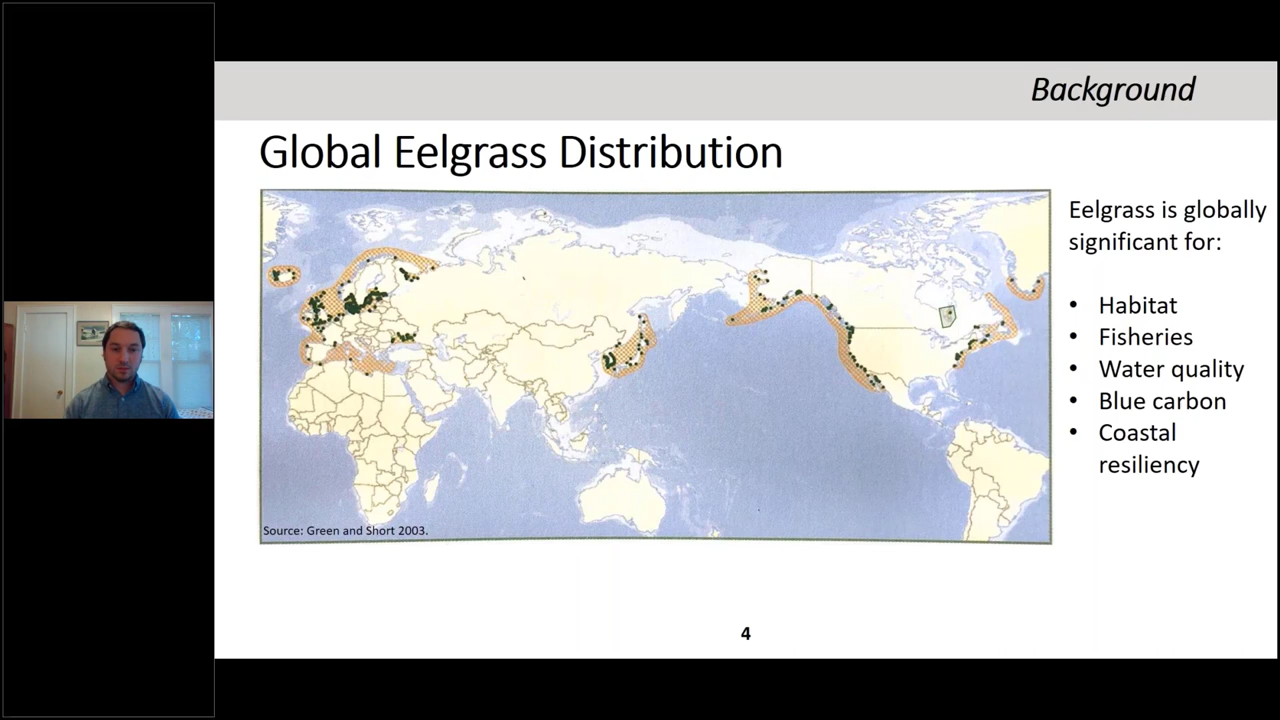 Background
Global Eelgrass Distribution
Eelgrass is globally
significant for:
• Habitat
• Fisheries
• Water quality
• Blue carbon
• Coastal
resiliency
Source: Green and Short 2003.
4